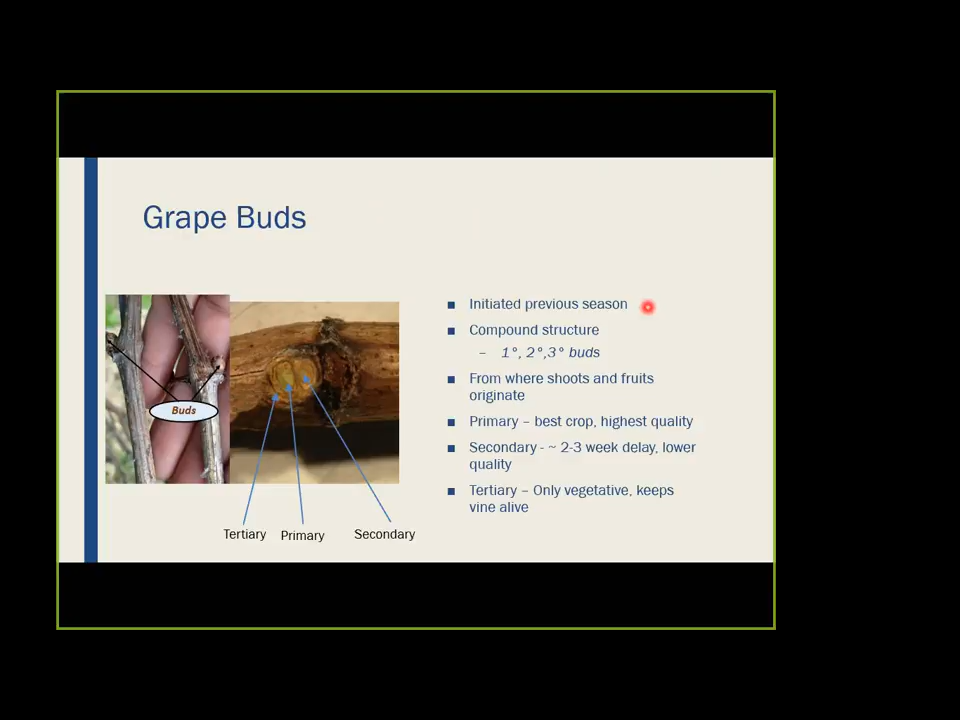 Grape Buds
Buds
Tertiary
Primary
Secondary
■ Initiated previous season
■ Compound structure
– 1°, 2°,3° buds
■ From where shoots and fruits
originate
■ Primary – best crop, highest quality
■ Secondary - ~ 2-3 week delay, lower
quality
■ Tertiary – Only vegetative, keeps
vine alive